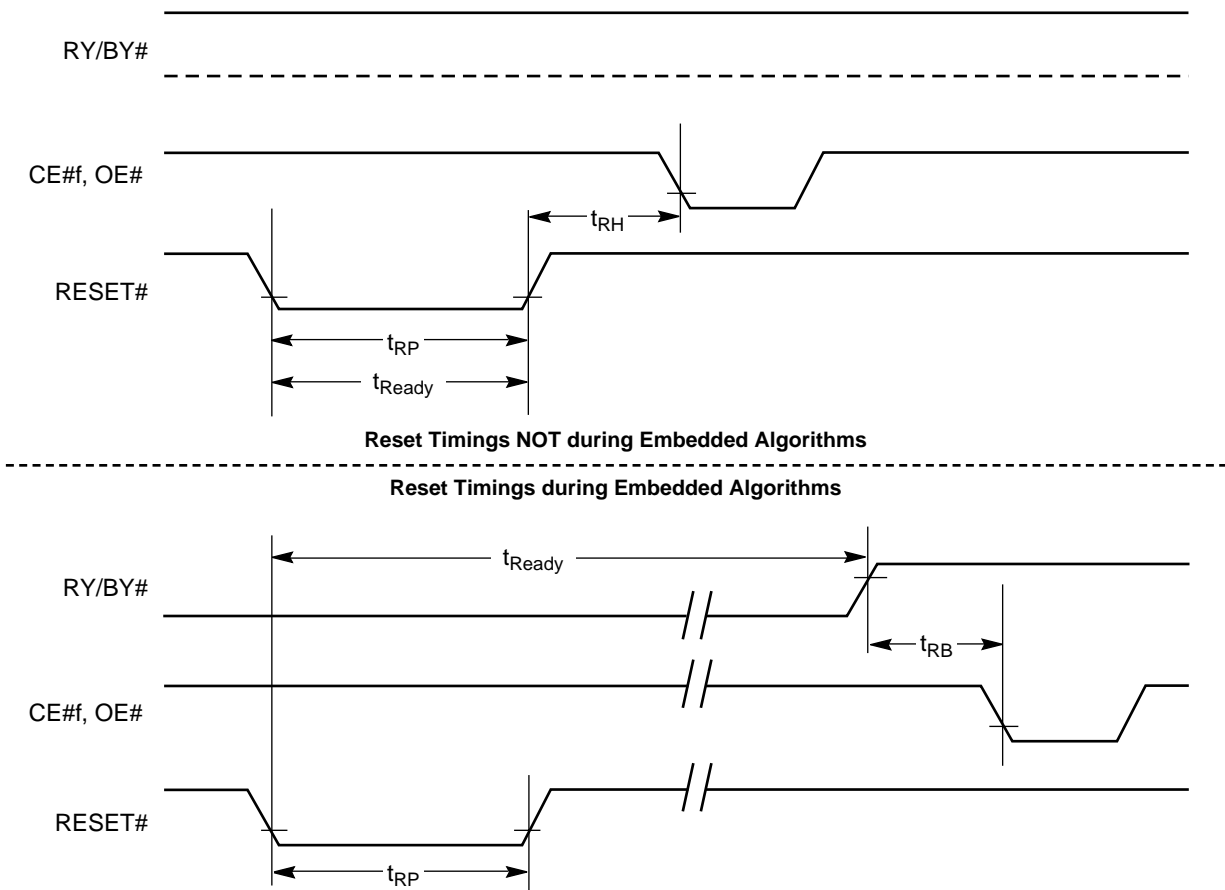 RY/BY#
CE#f, OE#
tRH
RESET#
tRP
tReady
Reset Timings NOT during Embedded Algorithms
Reset Timings during Embedded Algorithms
tReady
RY/BY#
tRB
CE#f, OE#
RESET#
tRP